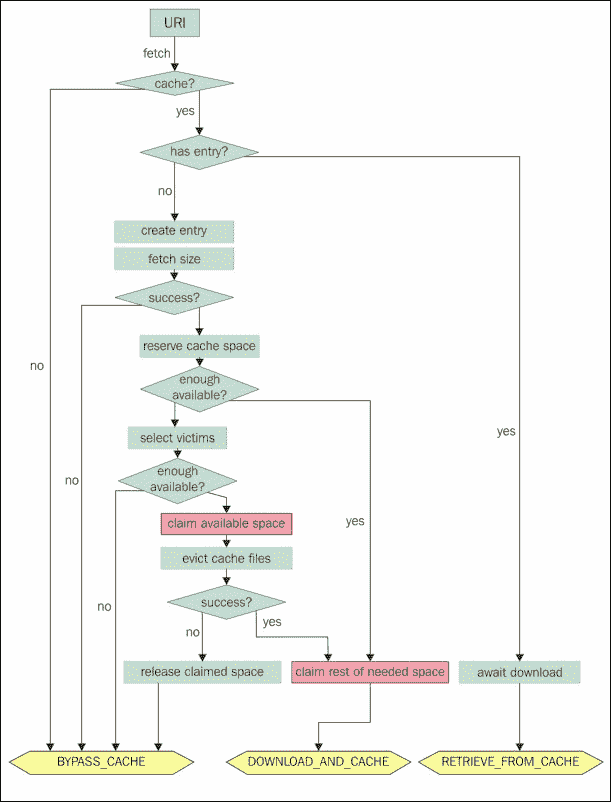 URI
fetch
cache?
yes
has entry?
no
create entry
fetch size
success?
reserve cache space
no
enough
available?
select victims
yes
enough
available?
no
claim available space
yes
evict cache files
no
success?
no
yes
release claimed space
claim rest of needed space
await download
BYPASS_CACHE
DOWNLOAD_AND_CACHE
RETRIEVE_FROM_CACHE